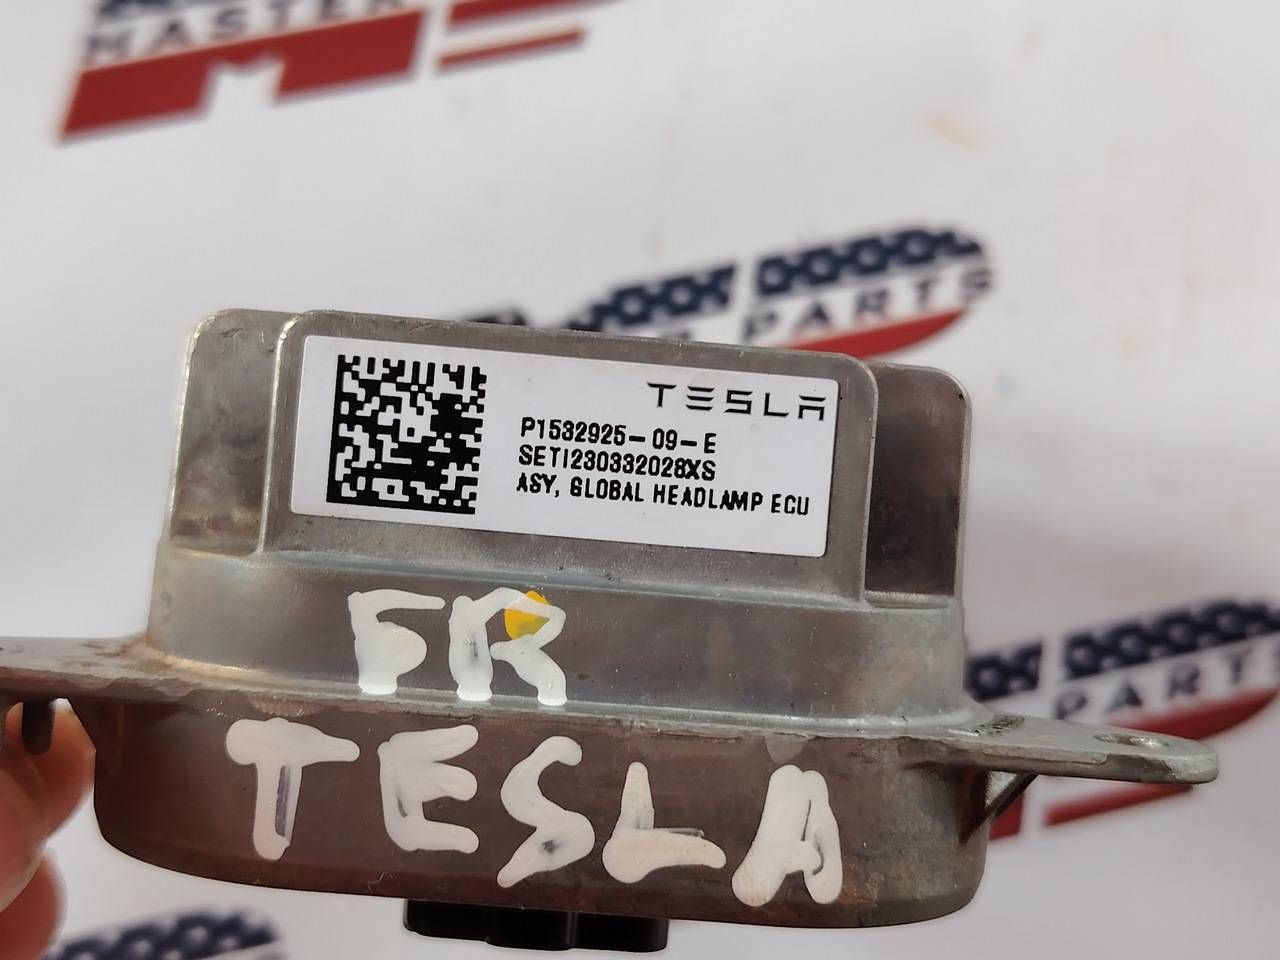 MASTER
PARTS
TESLA
P1532925-09-E
SETI230332028XS
ASY, GLOBAL HEADLAMP ECU
FR
TESLA
PARTS